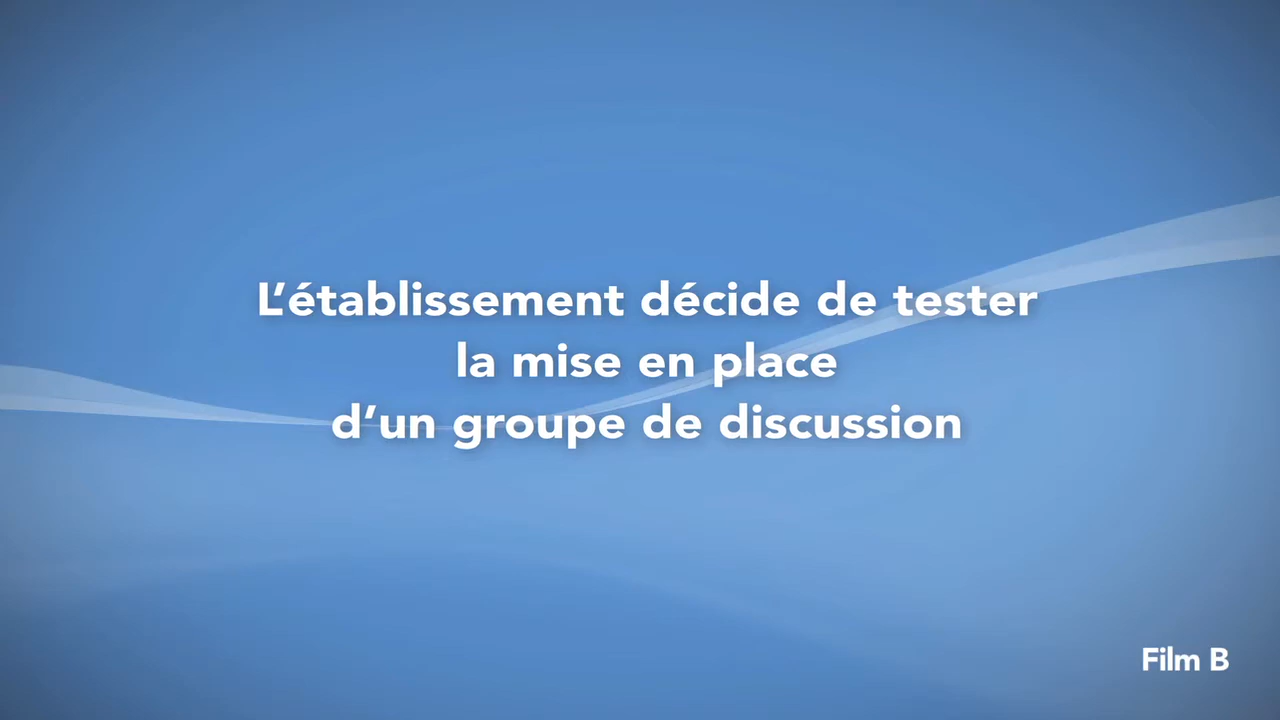 L’établissement décide de tester
la mise en place
d’un groupe de discussion
Film B